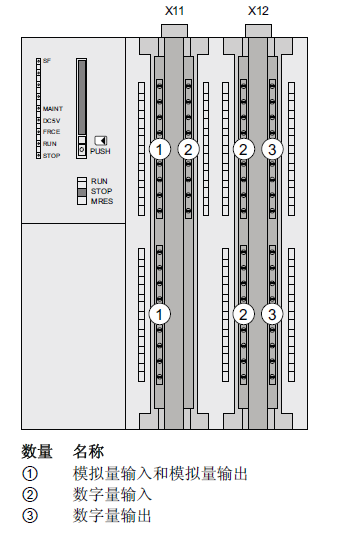 X11 X12
SF
MAINT
DC5V
FRCE
RUN
STOP
PUSH
RUN
STOP
MRES
① ② ② ③
① ② ③
数量 名称
① 模拟量输入和模拟量输出
② 数字量输入
③ 数字量输出